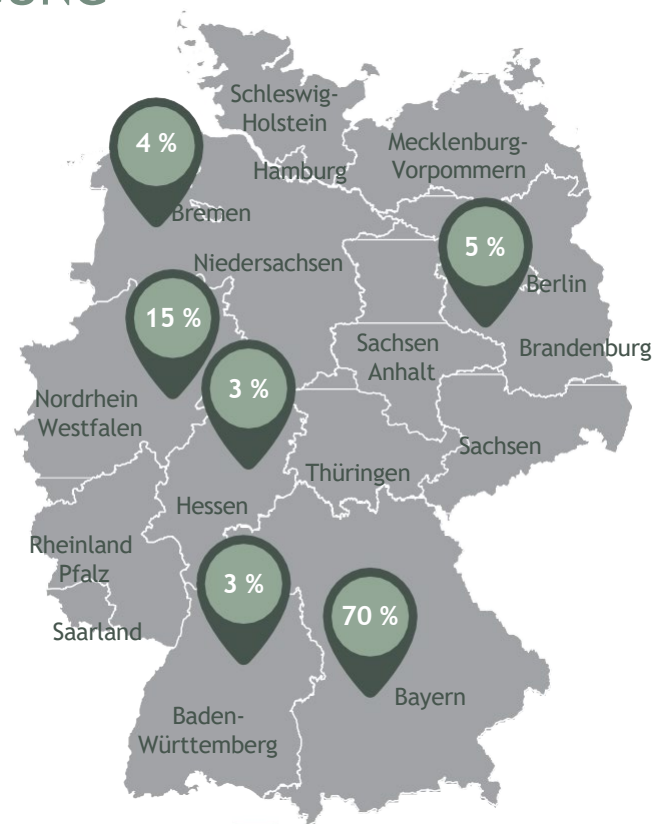 Schleswig-
Holstein
4 %
Mecklenburg-
Vorpommern
Hamburg
Bremen
5 %
Niedersachsen
Berlin
15 %
Sachsen
Anhalt
Brandenburg
3 %
Nordrhein
Westfalen
Sachsen
Thüringen
Hessen
Rheinland
Pfalz
3 %
70 %
Saarland
Bayern
Baden-
Württemberg